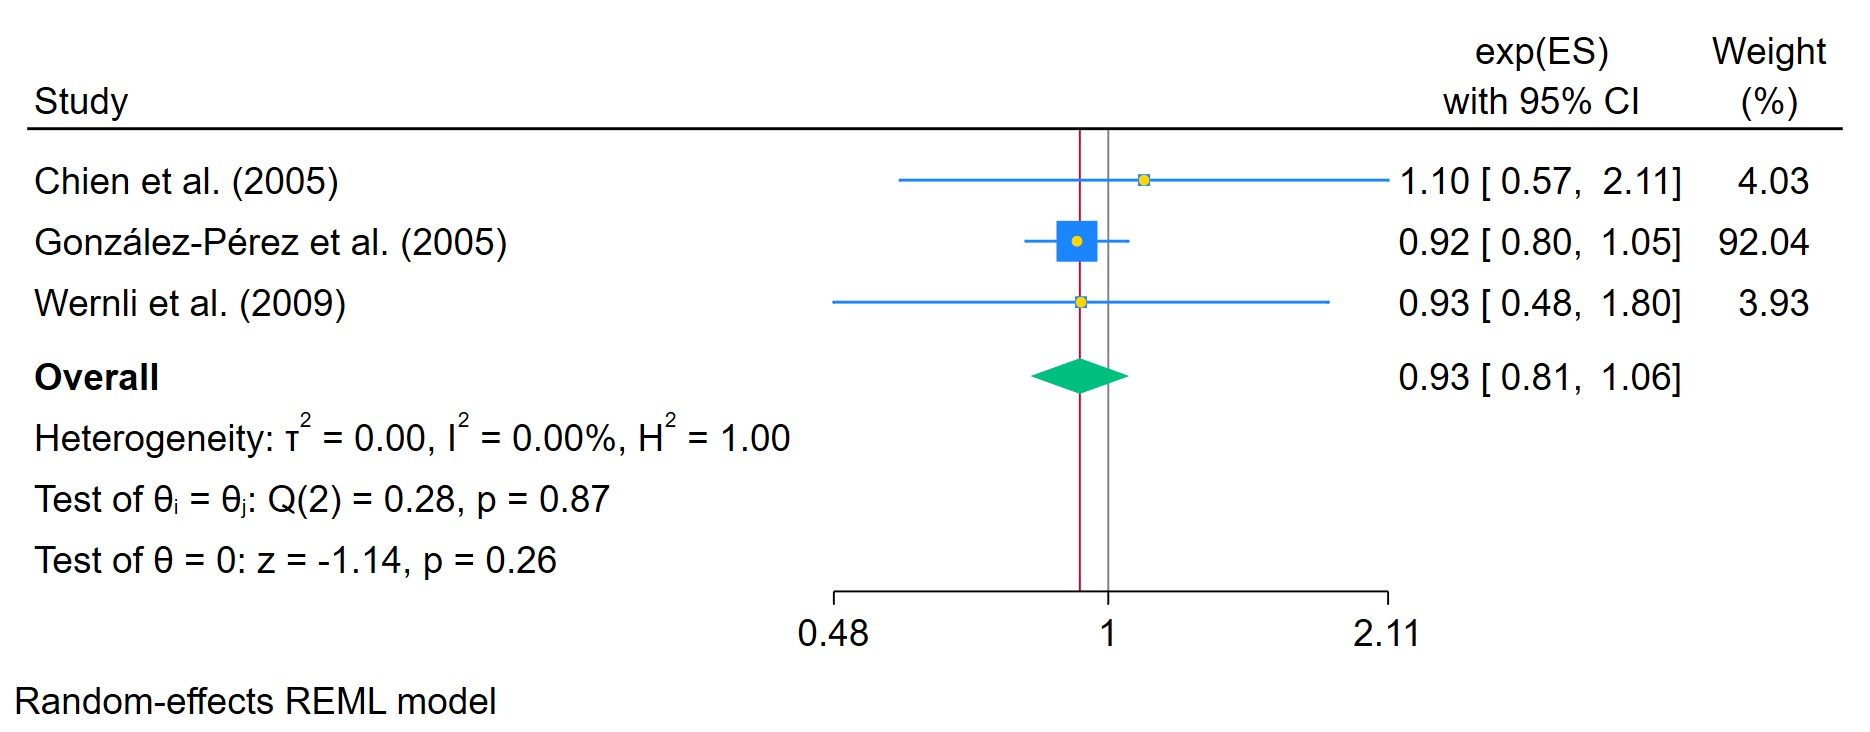 exp(ES) Weight
Study with 95% CI (%)
Chien et al. (2005) 1.10 [ 0.57, 2.11] 4.03
González-Pérez et al. (2005) 0.92 [ 0.80, 1.05] 92.04
Wernli et al. (2009) 0.93 [ 0.48, 1.80] 3.93
Overall 0.93 [ 0.81, 1.06]
Heterogeneity: τ² = 0.00, I² = 0.00%, H² = 1.00
Test of θᵢ = θⱼ: Q(2) = 0.28, p = 0.87
Test of θ = 0: z = -1.14, p = 0.26
0.48 1 2.11
Random-effects REML model